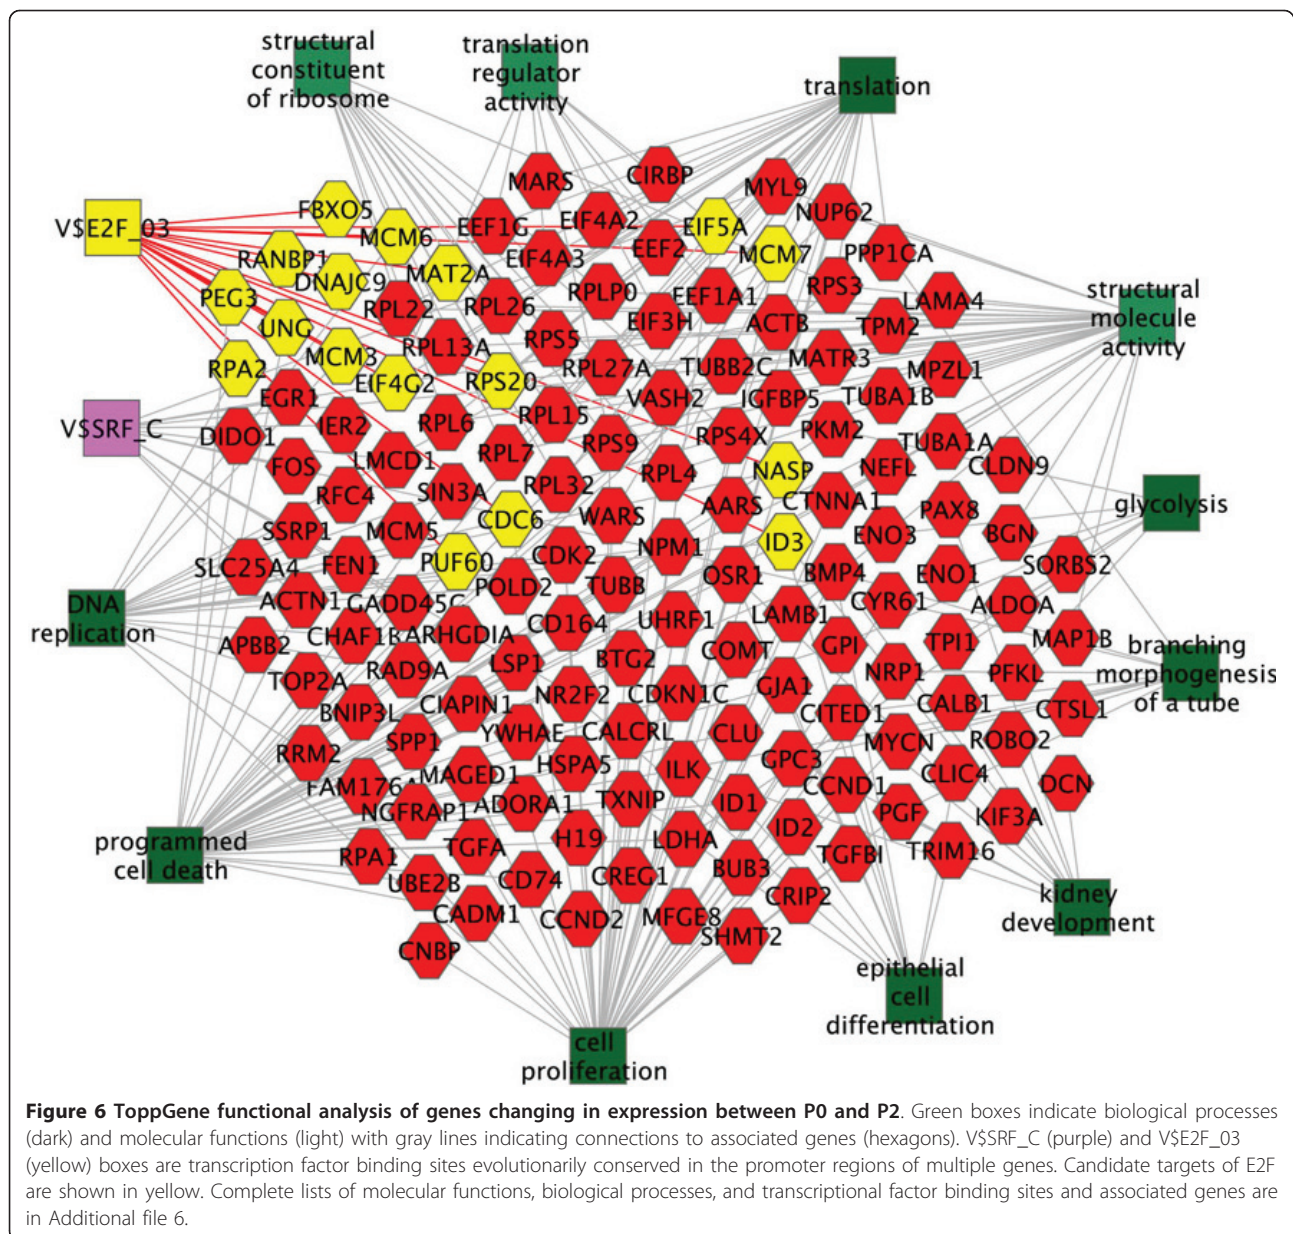 structural
constituent
of ribosome
translation
regulator
activity
translation
V$E2F_03
FBXO5
MCM6
RANBP1
DNAJC9
MAT2A
PEG3
UNG
MCM3
RPA2
EIF4G2
RPS20
MARS
CIRBP
MYL9
NUP62
EEF1G
EIF4A2
EIF5A
EIF4A3
EEF2
MCM7
PPP1CA
RPL22
RPL26
RPLP0
EEF1A1
RPS3
LAMA4
EIF3H
ACTB
TPM2
RPL13A
RPS5
RPL27A
TUBB2C
MATR3
MPZL1
structural
molecule
activity
V$SRF_C
EGR1
IER2
DIDO1
FOS
LMCD1
RPL6
RPL15
VASH2
IGFBP5
TUBA1B
RPS9
RPS4X
PKM2
TUBA1A
CLDN9
RPL7
RPL4
NASP
NEFL
RFC4
SIN3A
RPL32
AARS
CTNNA1
PAX8
glycolysis
SSRP1
MCM5
CDC6
WARS
NPM1
ID3
ENO3
BGN
SLC25A4
FEN1
PUF60
CDK2
OSR1
BMP4
ENO1
SORBS2
POLD2
TUBB
DNA
replication
ACTN1
GADD45G
CD164
UHRF1
LAMB1
CYR61
ALDOA
APBB2
CHAF1B
ARHGDIA
LSP1
BTG2
COMT
GPI
TPI1
MAP1B
branching
morphogenesis
of a tube
TOP2A
RAD9A
NR2F2
CDKN1C
GJA1
NRP1
PFKL
BNIP3L
CIAPIN1
CITED1
CALB1
CTSL1
RRM2
SPP1
YWHAE
CALCRL
CLU
MYCN
ROBO2
FAM176A
MAGED1
HSPA5
ILK
GPC3
CLIC4
DCN
NGFRAP1
ADORA1
TXNIP
ID1
CCND1
PGF
KIF3A
programmed
cell death
RPA1
TGFA
H19
LDHA
ID2
TGFBI
TRIM16
UBE2B
CD74
CREG1
BUB3
CRIP2
kidney
development
CADM1
CCND2
MFGE8
SHMT2
CNBP
epithelial
cell
differentiation
cell
proliferation
Figure 6 ToppGene functional analysis of genes changing in expression between P0 and P2. Green boxes indicate biological processes
(dark) and molecular functions (light) with gray lines indicating connections to associated genes (hexagons). V$SRF_C (purple) and V$E2F_03
(yellow) boxes are transcription factor binding sites evolutionarily conserved in the promoter regions of multiple genes. Candidate targets of E2F
are shown in yellow. Complete lists of molecular functions, biological processes, and transcriptional factor binding sites and associated genes are
in Additional file 6.